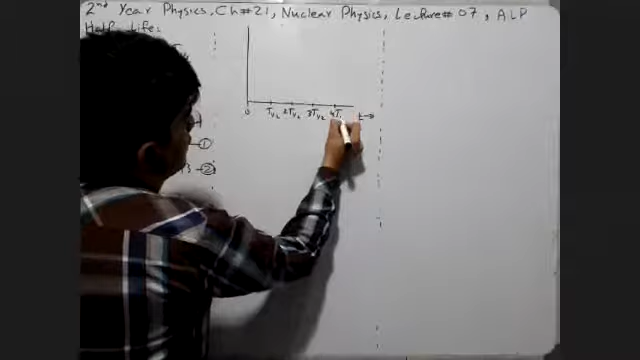 2nd Year Physics, Ch#21, Nuclear Physics, Lecture# 07, ALP
Half Life:
0 T1/2 2T1/2 3T1/2 4T1 t→
①
②